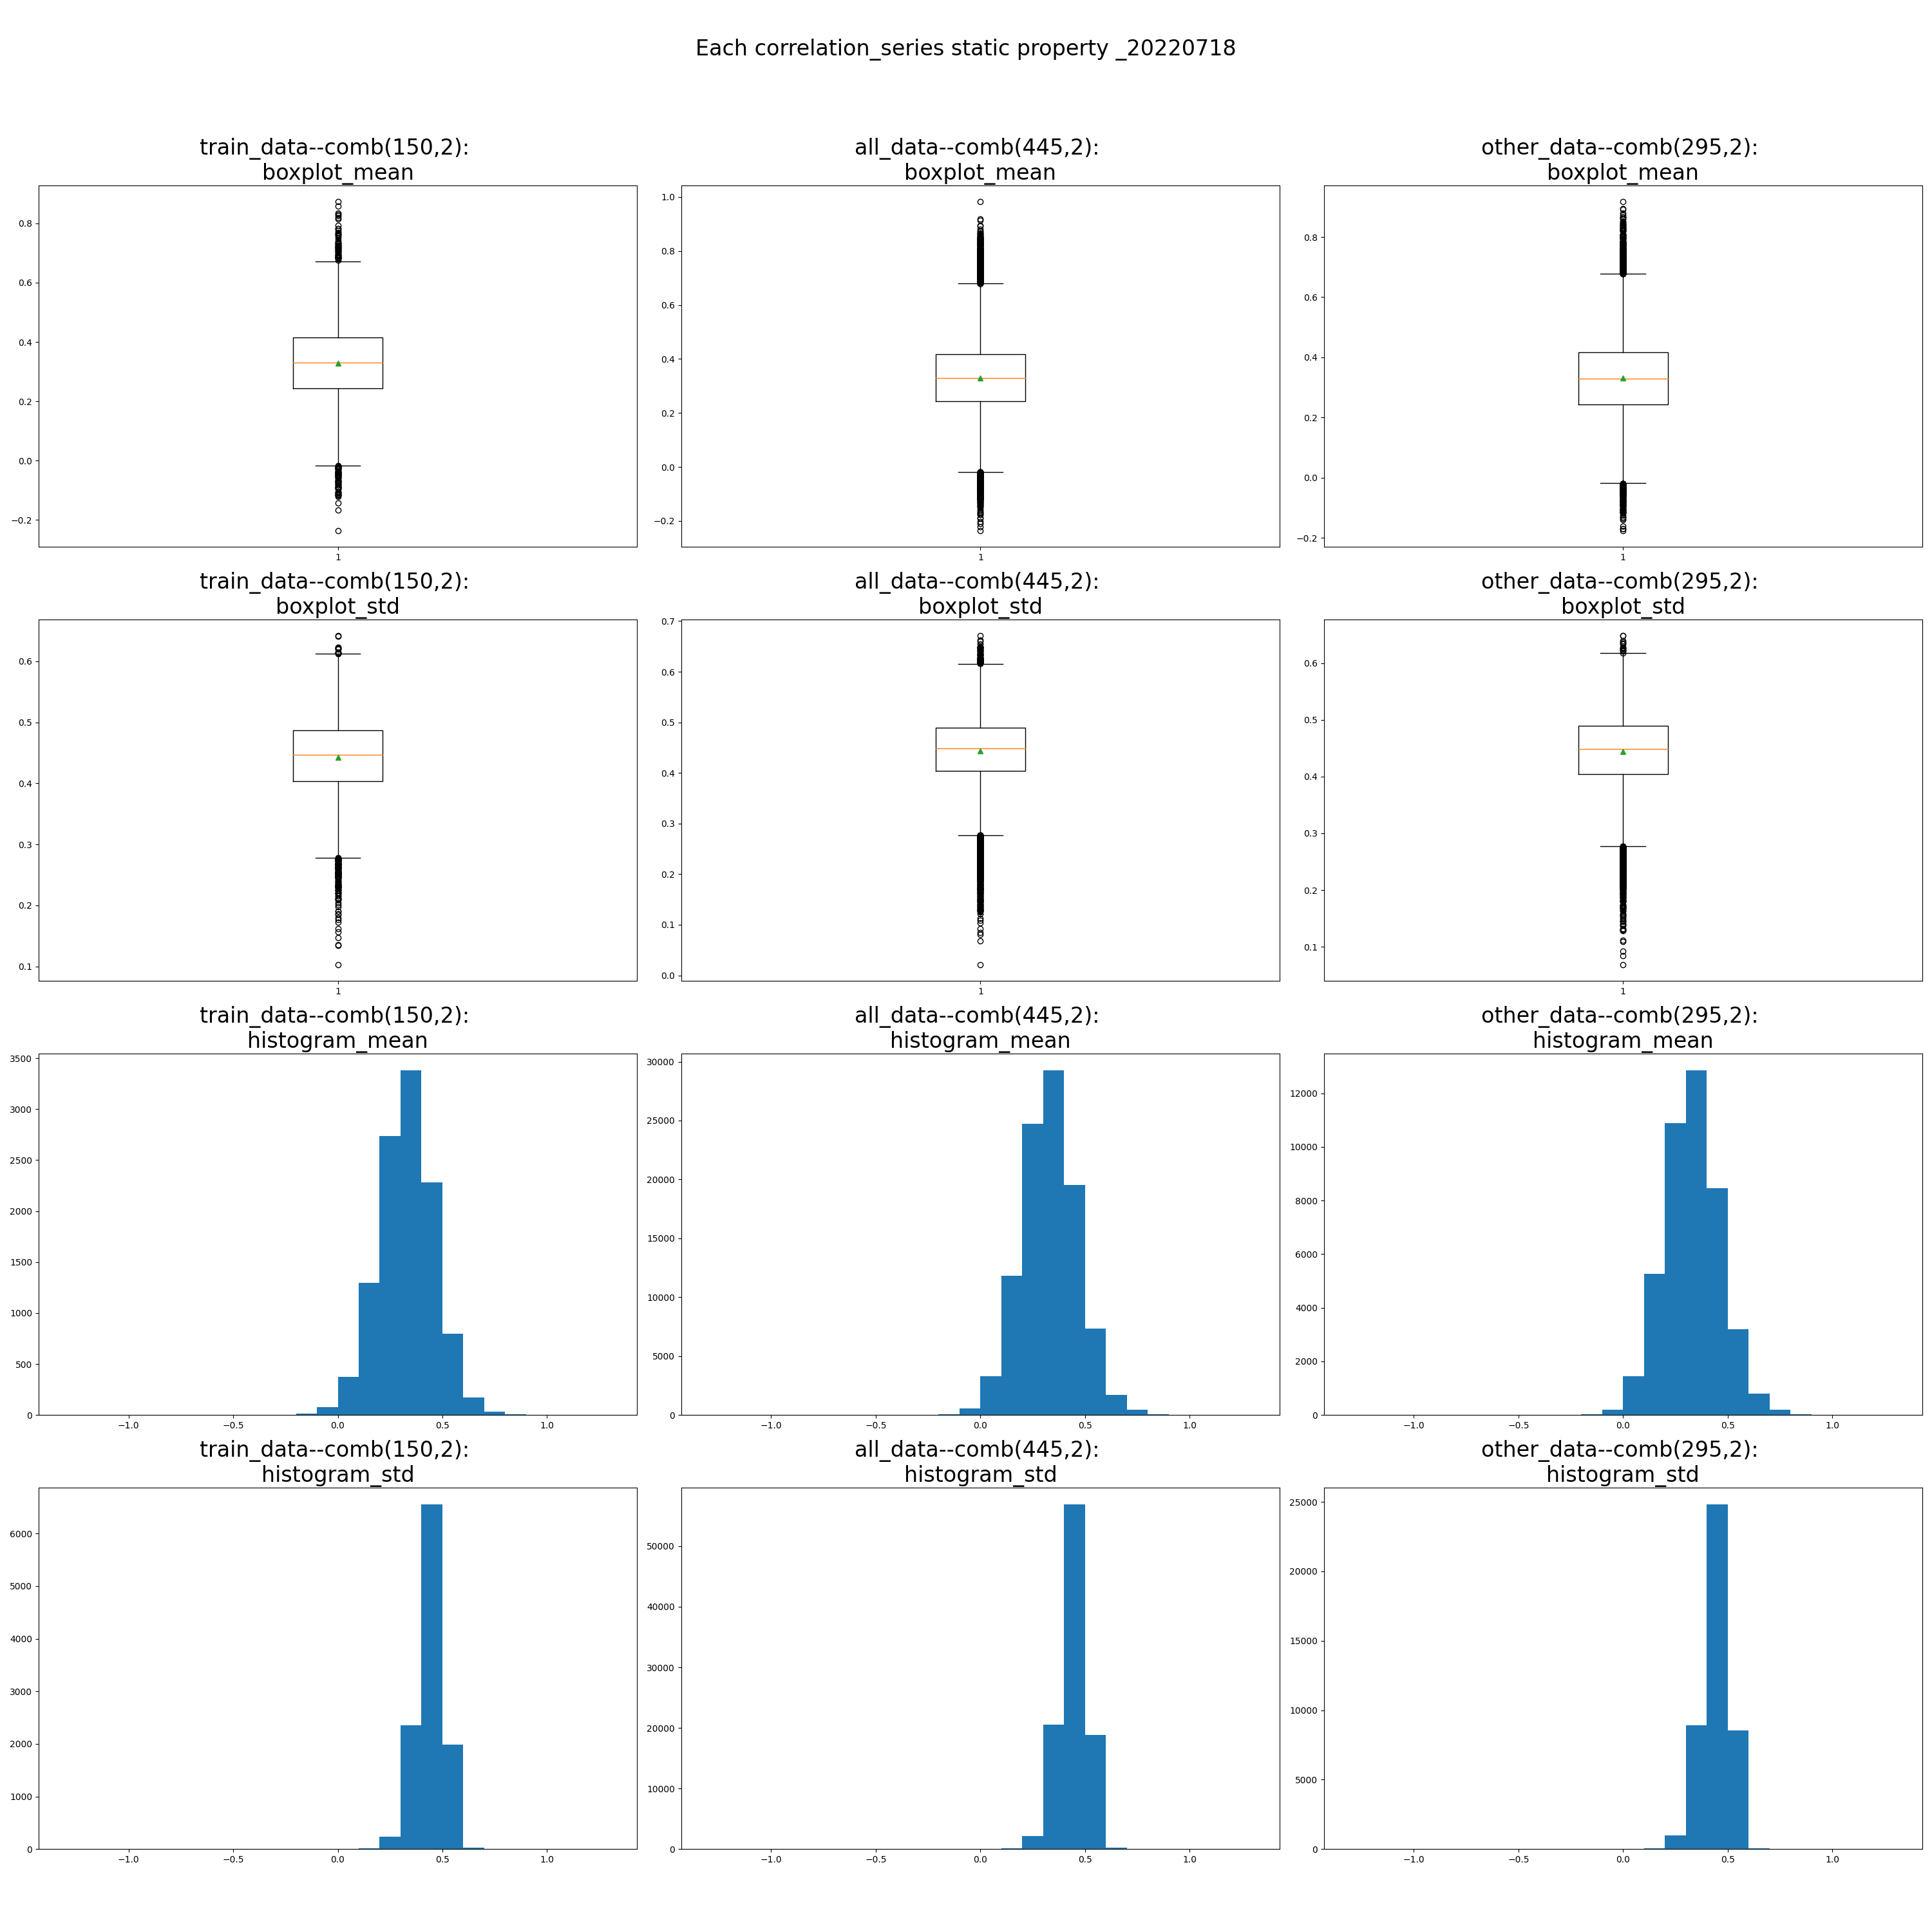 Each correlation_series static property _20220718
train_data--comb(150,2):
boxplot_mean
0.8
0.6
0.4
0.2
0.0
−0.2
1
all_data--comb(445,2):
boxplot_mean
1.0
0.8
0.6
0.4
0.2
0.0
−0.2
1
other_data--comb(295,2):
boxplot_mean
0.8
0.6
0.4
0.2
0.0
−0.2
1
train_data--comb(150,2):
boxplot_std
0.6
0.5
0.4
0.3
0.2
0.1
1
all_data--comb(445,2):
boxplot_std
0.7
0.6
0.5
0.4
0.3
0.2
0.1
0.0
1
other_data--comb(295,2):
boxplot_std
0.6
0.5
0.4
0.3
0.2
0.1
1
train_data--comb(150,2):
histogram_mean
3500
3000
2500
2000
1500
1000
500
0
−1.0 −0.5 0.0 0.5 1.0
all_data--comb(445,2):
histogram_mean
30000
25000
20000
15000
10000
5000
0
−1.0 −0.5 0.0 0.5 1.0
other_data--comb(295,2):
histogram_mean
12000
10000
8000
6000
4000
2000
0
−1.0 −0.5 0.0 0.5 1.0
train_data--comb(150,2):
histogram_std
6000
5000
4000
3000
2000
1000
0
−1.0 −0.5 0.0 0.5 1.0
all_data--comb(445,2):
histogram_std
50000
40000
30000
20000
10000
0
−1.0 −0.5 0.0 0.5 1.0
other_data--comb(295,2):
histogram_std
25000
20000
15000
10000
5000
0
−1.0 −0.5 0.0 0.5 1.0